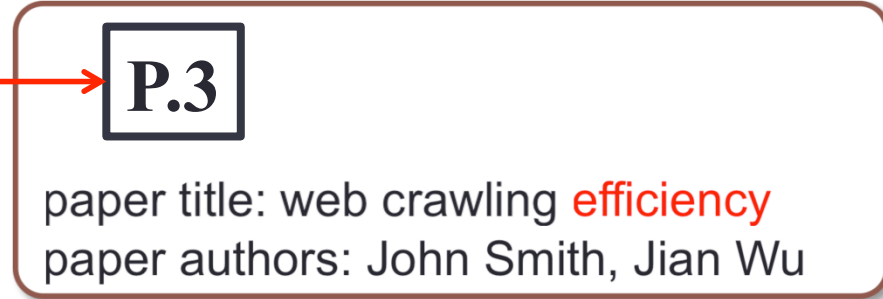 P.3
paper title: web crawling efficiency
paper authors: John Smith, Jian Wu